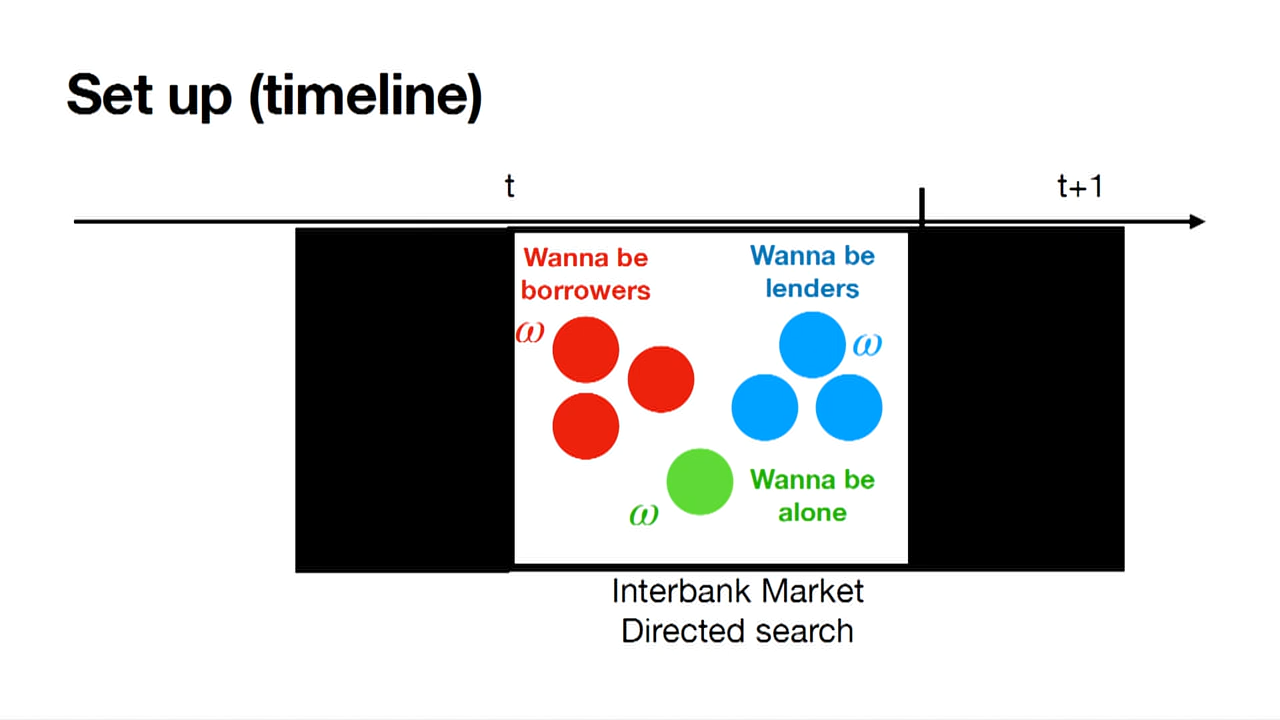 Set up (timeline)
t
t+1
Wanna be
borrowers
Wanna be
lenders
ω
ω
Wanna be
alone
ω
Interbank Market
Directed search